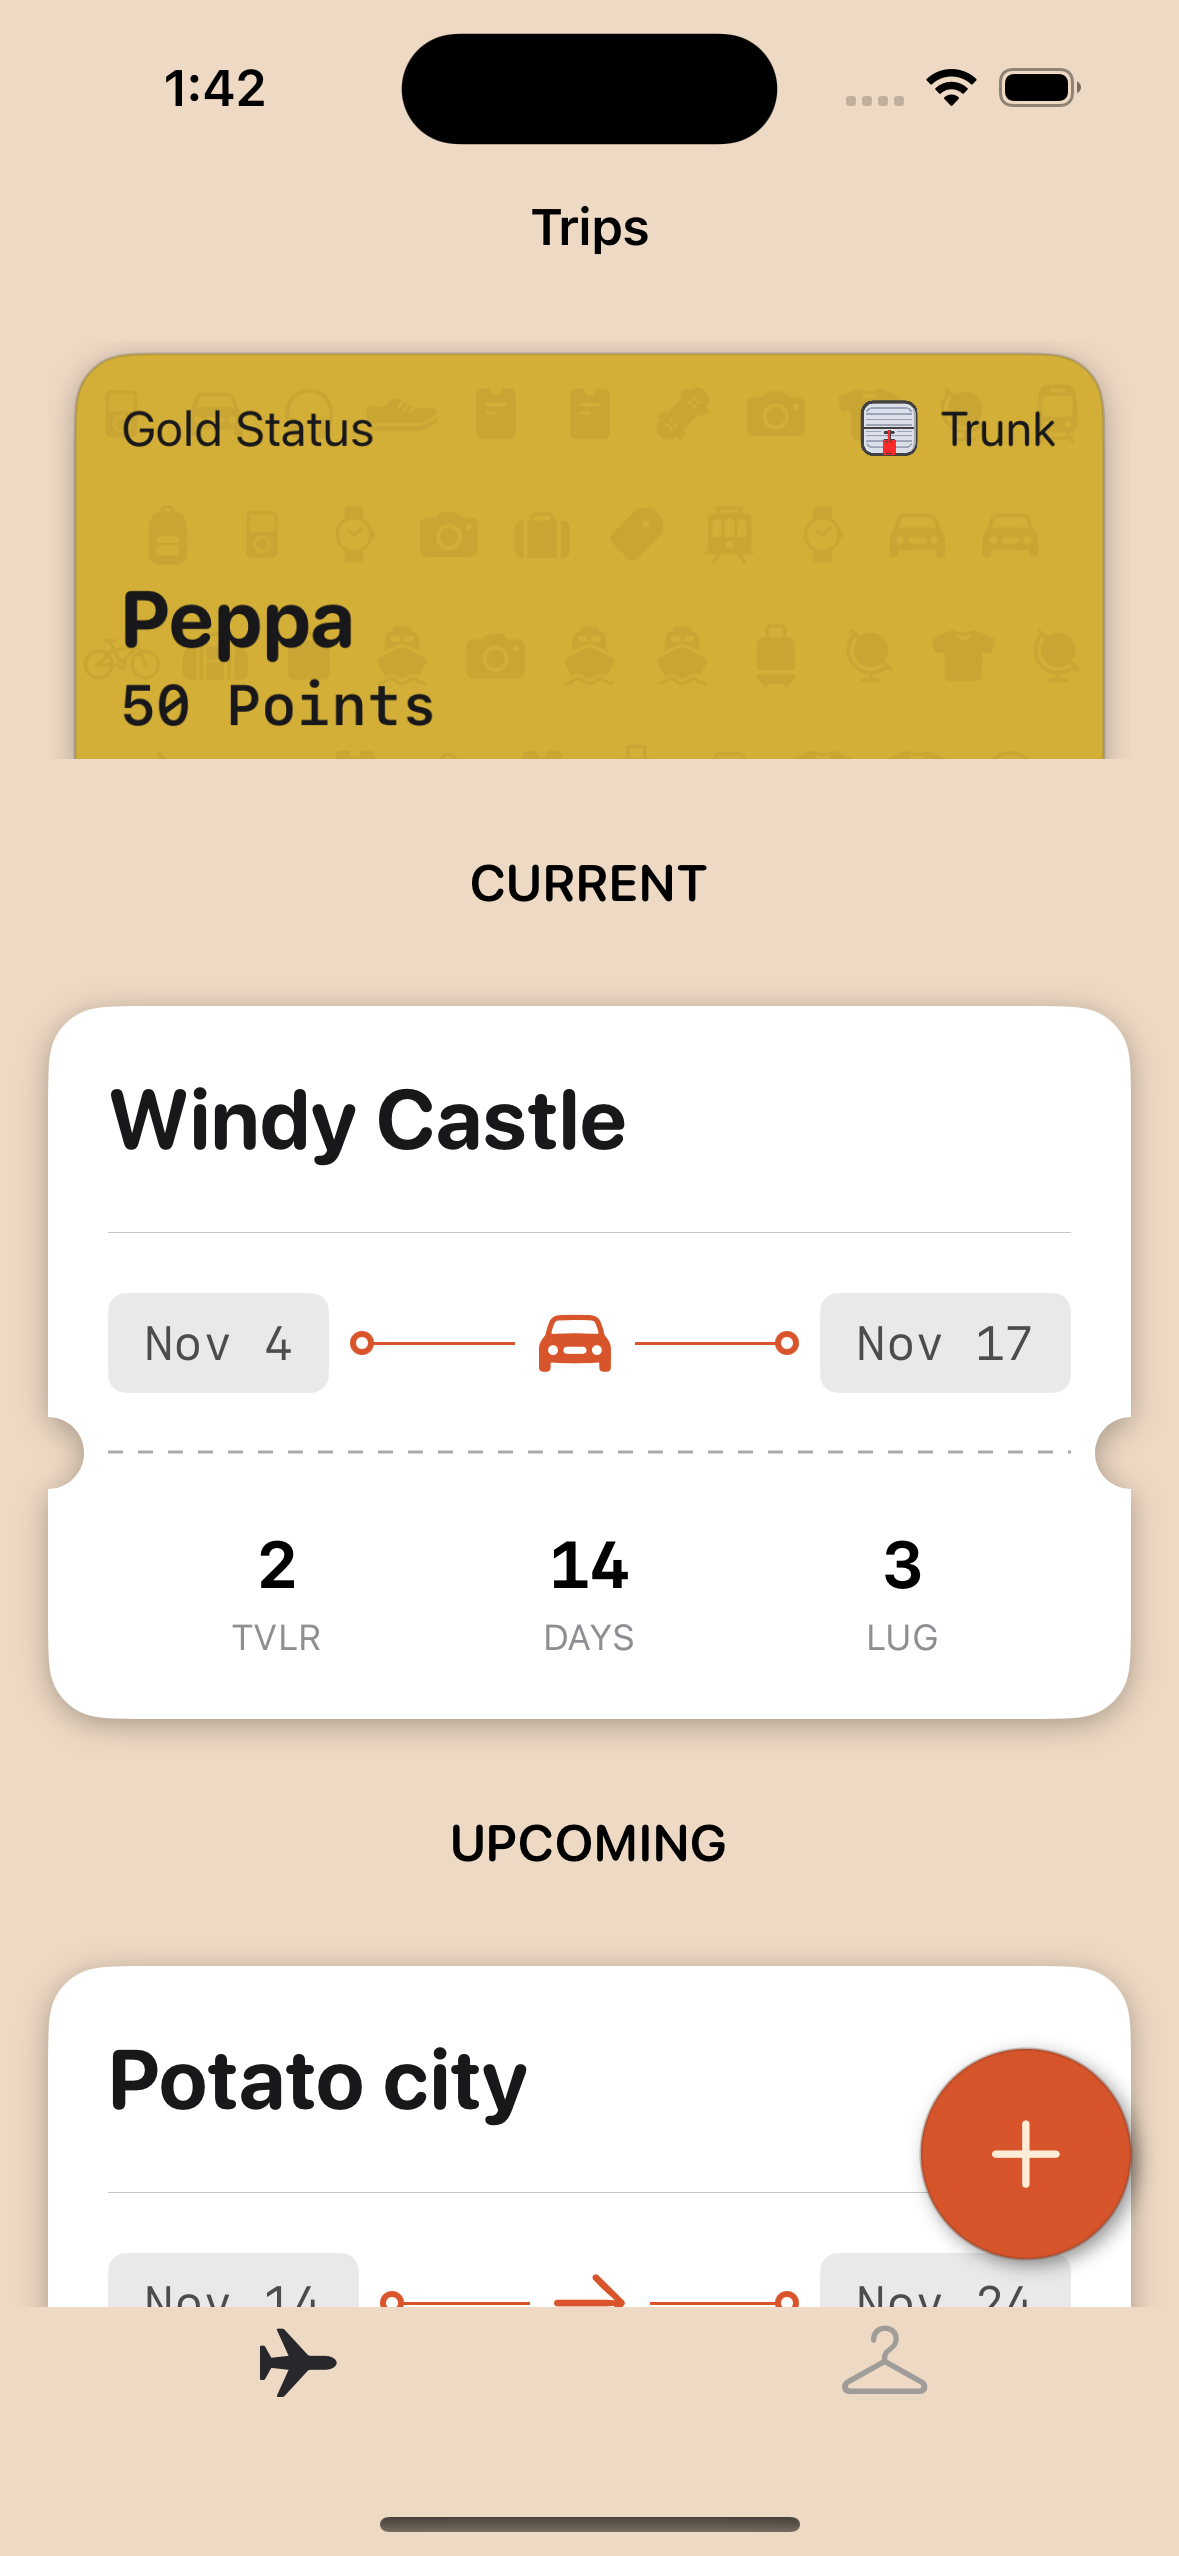 1:42
Trips
Gold Status
Trunk
Peppa
50 Points
CURRENT
Windy Castle
Nov 4
Nov 17
2
14
3
TVLR
DAYS
LUG
UPCOMING
Potato city
Nov 14
Nov 24